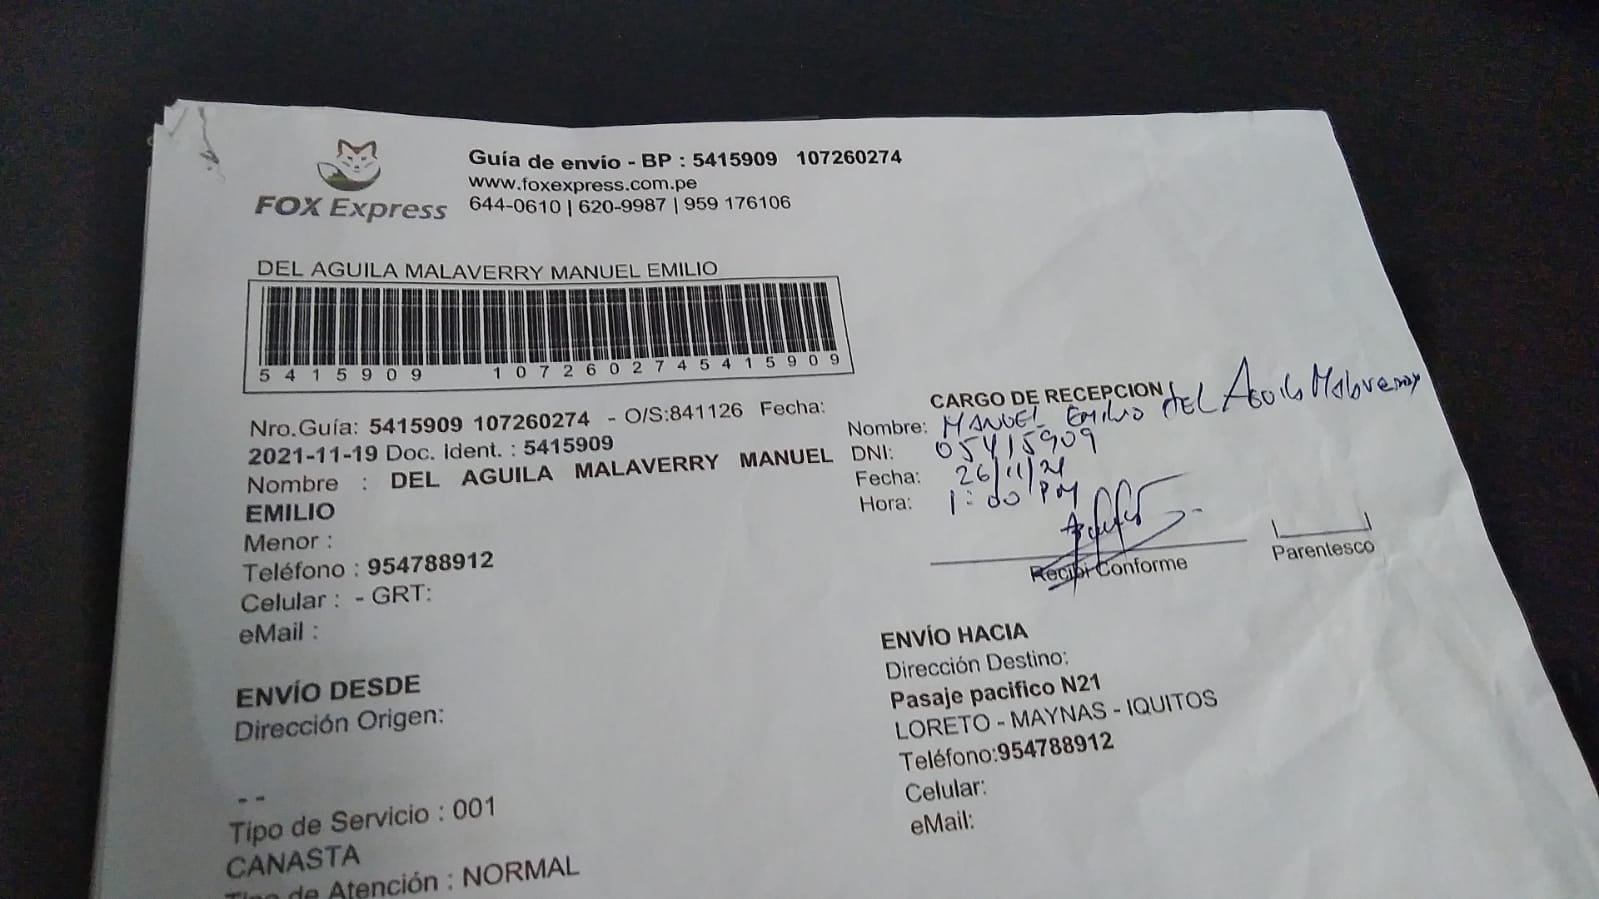 FOX Express
Guía de envío - BP : 5415909 107260274
www.foxexpress.com.pe
644-0610 | 620-9987 | 959 176106
DEL AGUILA MALAVERRY MANUEL EMILIO
5415909 1072602745415909
Nro.Guía: 5415909 107260274 - O/S:841126 Fecha:
2021-11-19 Doc. Ident. : 5415909
Nombre : DEL AGUILA MALAVERRY MANUEL
EMILIO
Menor :
Teléfono : 954788912
Celular : - GRT:
eMail :
CARGO DE RECEPCION
Nombre: MANUEL Emilio DEL Aguila Malaverry
DNI: 05415909
Fecha: 26/11/21
Hora: 1:00 PM
Recibi Conforme
Parentesco
ENVÍO DESDE
Dirección Origen:
- -
Tipo de Servicio : 001
CANASTA
Tipo de Atención : NORMAL
ENVÍO HACIA
Dirección Destino:
Pasaje pacifico N21
LORETO - MAYNAS - IQUITOS
Teléfono:954788912
Celular:
eMail: